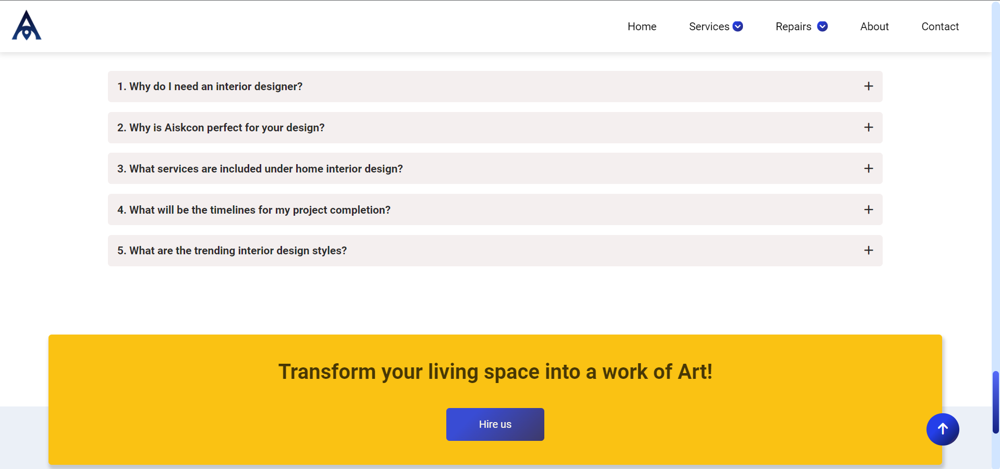 Home Services Repairs About Contact
1. Why do I need an interior designer?
2. Why is Aiskcon perfect for your design?
3. What services are included under home interior design?
4. What will be the timelines for my project completion?
5. What are the trending interior design styles?
Transform your living space into a work of Art!
Hire us